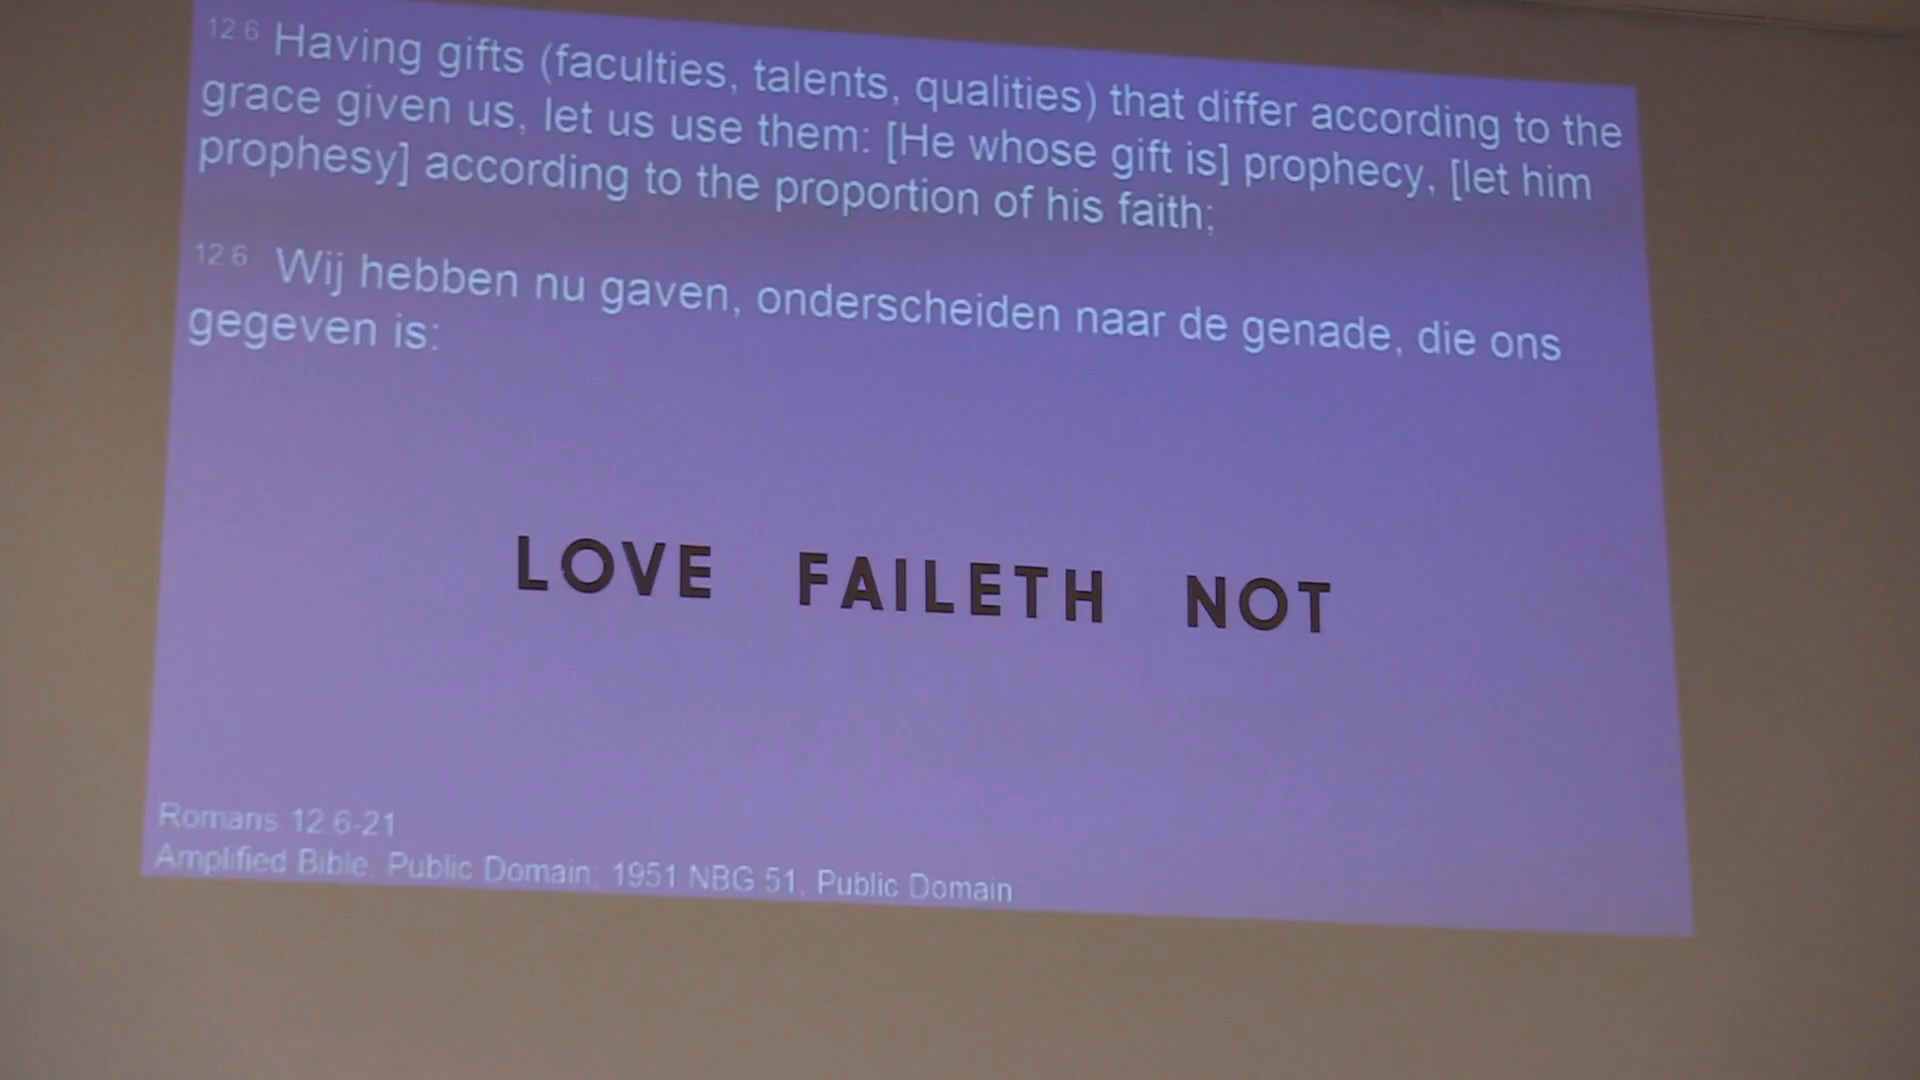 12:6 Having gifts (faculties, talents, qualities) that differ according to the
grace given us, let us use them: [He whose gift is] prophecy, [let him
prophesy] according to the proportion of his faith;
12:6 Wij hebben nu gaven, onderscheiden naar de genade, die ons
gegeven is:
LOVE FAILETH NOT
Romans 12:6-21
Amplified Bible, Public Domain; 1951 NBG 51, Public Domain